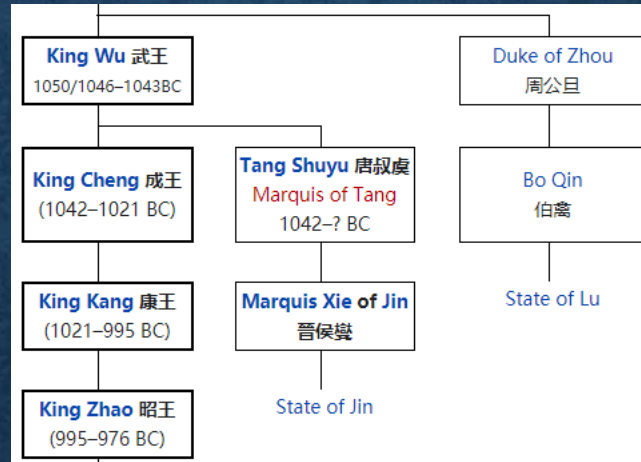 King Wu 武王
1050/1046–1043BC
Duke of Zhou
周公旦
King Cheng 成王
(1042–1021 BC)
Tang Shuyu 唐叔虞
Marquis of Tang
1042–? BC
Bo Qin
伯禽
King Kang 康王
(1021–995 BC)
Marquis Xie of Jin
晉侯燮
State of Lu
King Zhao 昭王
(995–976 BC)
State of Jin